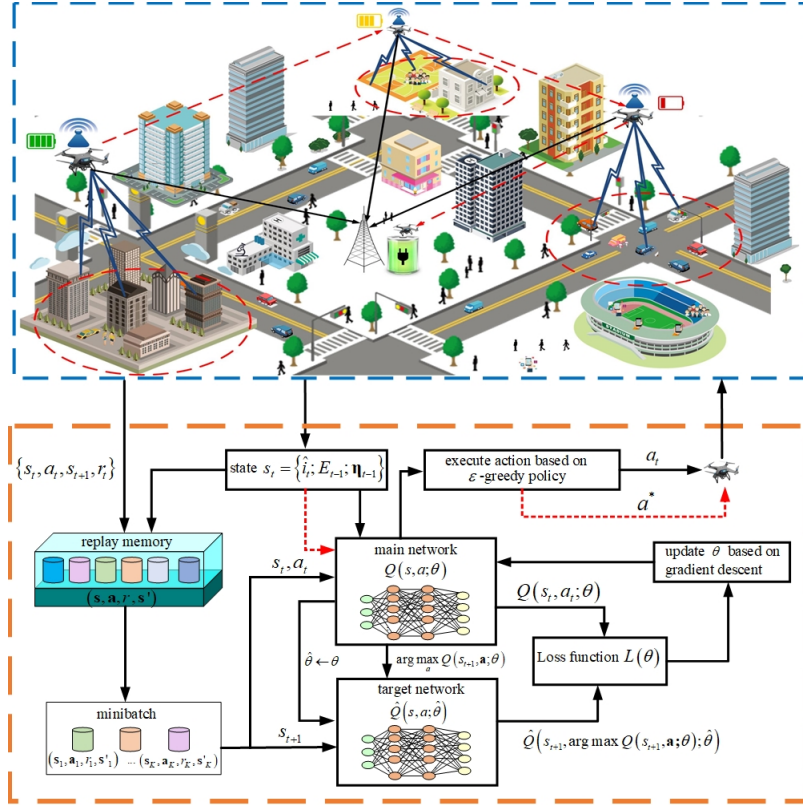 STADIUM
{s_t, a_t, s_{t+1}, r_t}
state s_t = {î_t; E_{t-1}; η_{t-1}}
execute action based on
ε-greedy policy
a_t
a*
replay memory
(s, a, r, s')
s_t, a_t
main network
Q(s, a; θ)
Q(s_t, a_t; θ)
update θ based on
gradient descent
θ̂ ← θ
arg max_a Q(s_{t+1}, a; θ)
Loss function L(θ)
minibatch
(s_1, a_1, r_1, s'_1) ... (s_K, a_K, r_K, s'_K)
s_{t+1}
target network
Q̂(s, a; θ̂)
Q̂(s_{t+1}, arg max Q(s_{t+1}, a; θ); θ̂)